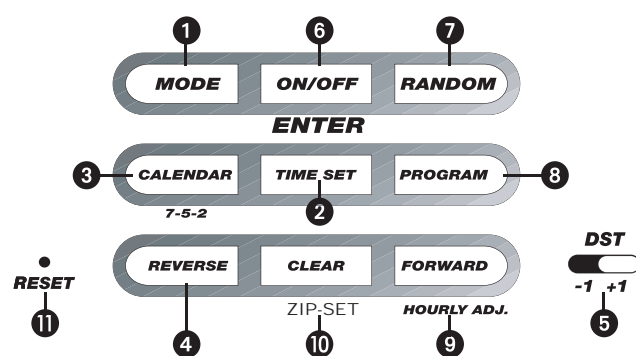 1 6 7
MODE ON/OFF RANDOM
ENTER
3 CALENDAR TIME SET PROGRAM 8
7-5-2 2
DST
REVERSE CLEAR FORWARD
RESET -1 +1
ZIP-SET HOURLY ADJ.
11 4 10 9 5